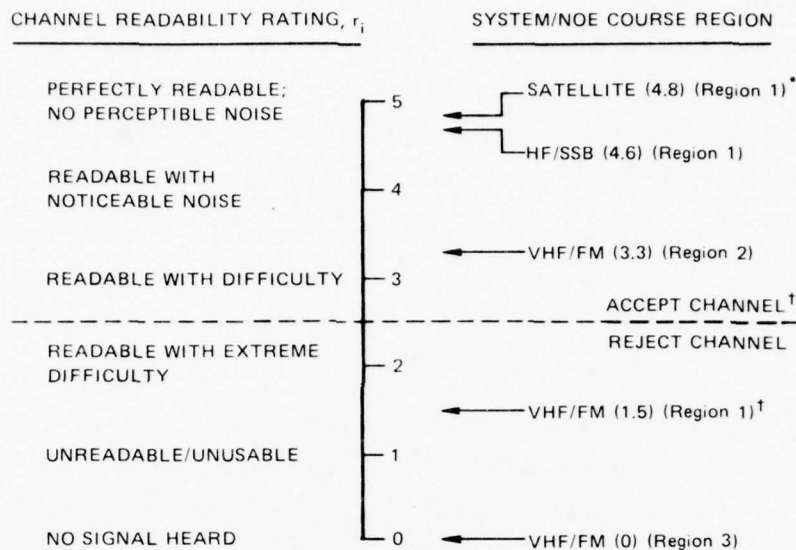 CHANNEL READABILITY RATING, ri
SYSTEM/NOE COURSE REGION
PERFECTLY READABLE;
NO PERCEPTIBLE NOISE
5
SATELLITE (4.8) (Region 1)*
HF/SSB (4.6) (Region 1)
READABLE WITH
NOTICEABLE NOISE
4
VHF/FM (3.3) (Region 2)
READABLE WITH DIFFICULTY
3
ACCEPT CHANNEL†
REJECT CHANNEL
READABLE WITH EXTREME
DIFFICULTY
2
VHF/FM (1.5) (Region 1)†
UNREADABLE/UNUSABLE
1
NO SIGNAL HEARD
0
VHF/FM (0) (Region 3)